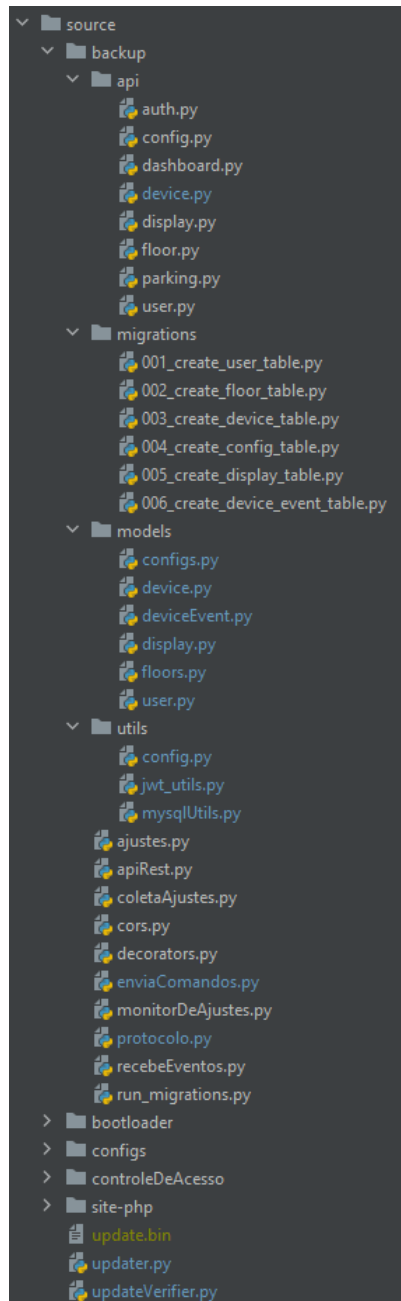 source
backup
api
auth.py
config.py
dashboard.py
device.py
display.py
floor.py
parking.py
user.py
migrations
001_create_user_table.py
002_create_floor_table.py
003_create_device_table.py
004_create_config_table.py
005_create_display_table.py
006_create_device_event_table.py
models
configs.py
device.py
deviceEvent.py
display.py
floors.py
user.py
utils
config.py
jwt_utils.py
mysqlUtils.py
ajustes.py
apiRest.py
coletaAjustes.py
cors.py
decorators.py
enviaComandos.py
monitorDeAjustes.py
protocolo.py
recebeEventos.py
run_migrations.py
bootloader
configs
controleDeAcesso
site-php
update.bin
updater.py
updateVerifier.py